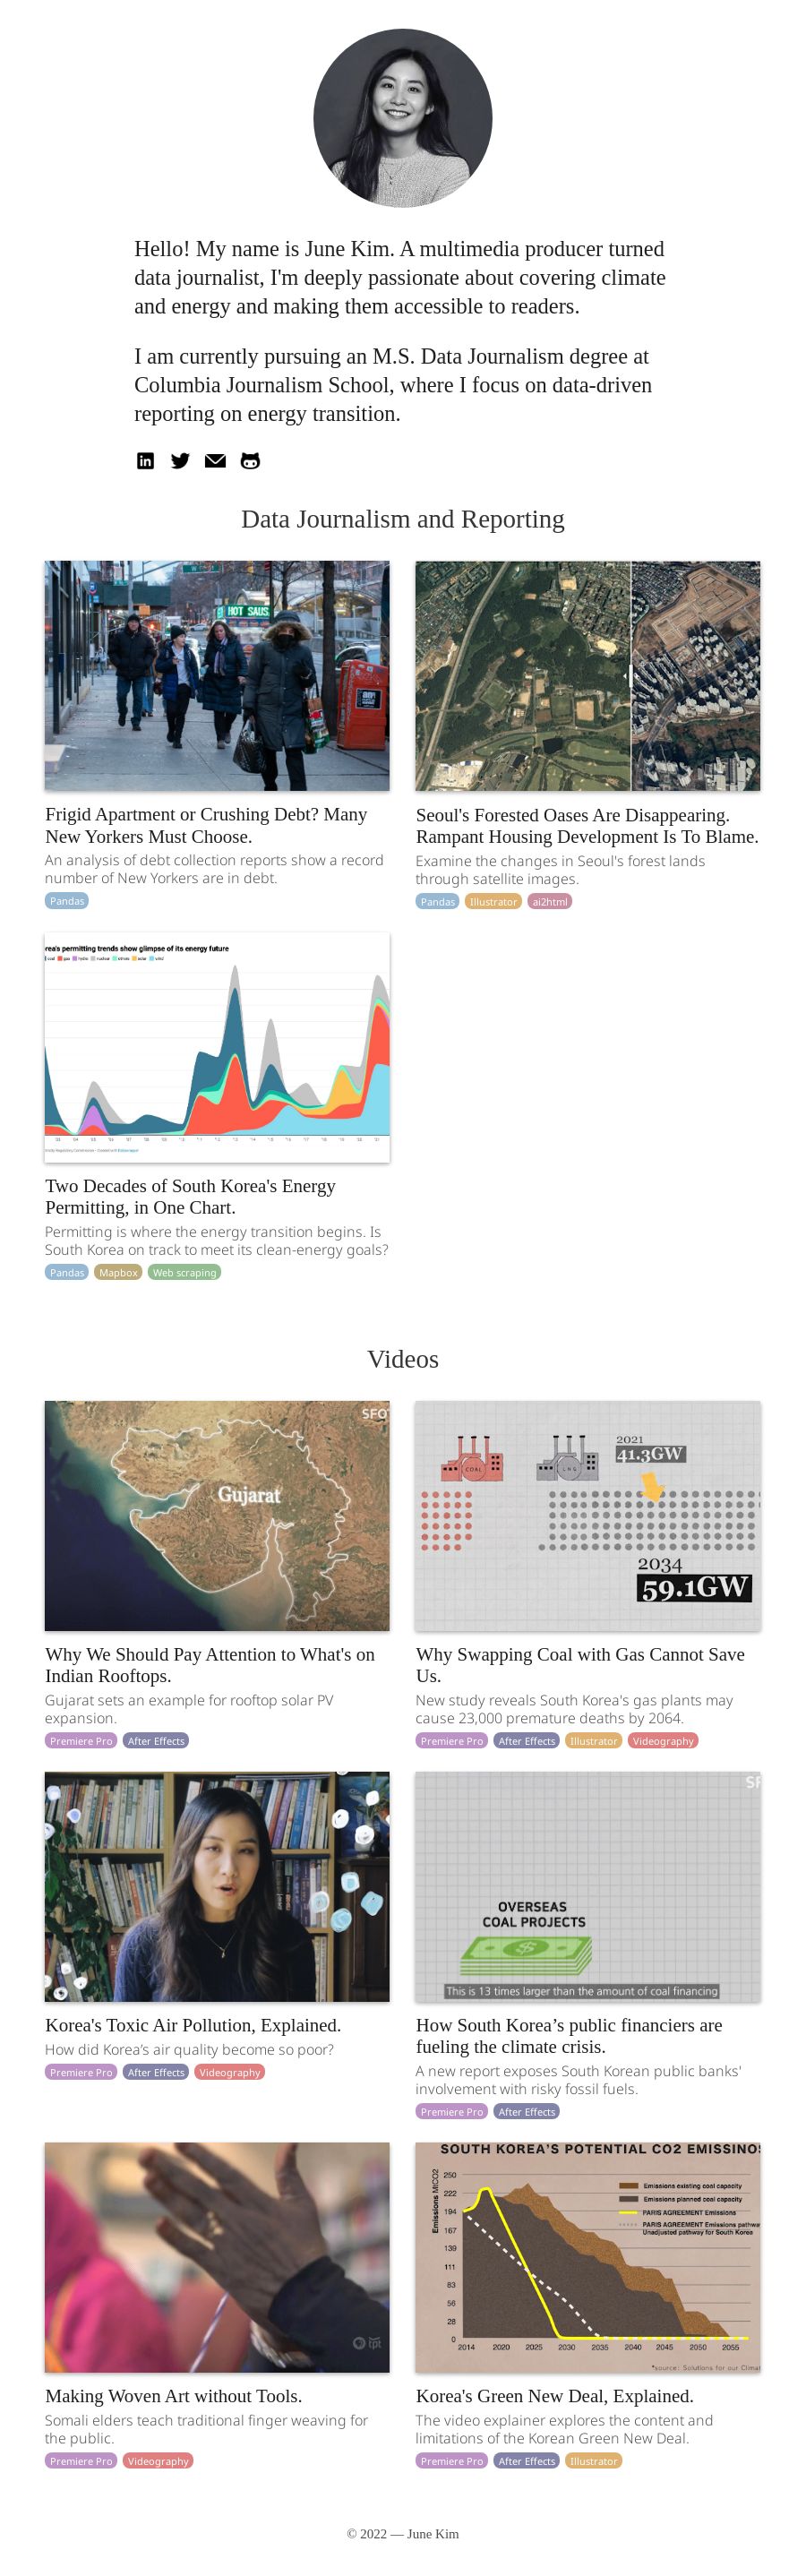 Hello! My name is June Kim. A multimedia producer turned
data journalist, I'm deeply passionate about covering climate
and energy and making them accessible to readers.
I am currently pursuing an M.S. Data Journalism degree at
Columbia Journalism School, where I focus on data-driven
reporting on energy transition.
in
Data Journalism and Reporting
HOT SAUS
Frigid Apartment or Crushing Debt? Many
New Yorkers Must Choose.
An analysis of debt collection reports show a record
number of New Yorkers are in debt.
Pandas
Seoul's Forested Oases Are Disappearing.
Rampant Housing Development Is To Blame.
Examine the changes in Seoul's forest lands
through satellite images.
Pandas Illustrator ai2html
rea's permitting trends show glimpse of its energy future
Two Decades of South Korea's Energy
Permitting, in One Chart.
Permitting is where the energy transition begins. Is
South Korea on track to meet its clean-energy goals?
Pandas Mapbox Web scraping
Videos
SFO
Gujarat
Why We Should Pay Attention to What's on
Indian Rooftops.
Gujarat sets an example for rooftop solar PV
expansion.
Premiere Pro After Effects
COAL
LNG
2021
41.3GW
2034
59.1GW
Why Swapping Coal with Gas Cannot Save
Us.
New study reveals South Korea's gas plants may
cause 23,000 premature deaths by 2064.
Premiere Pro After Effects Illustrator Videography
Korea's Toxic Air Pollution, Explained.
How did Korea’s air quality become so poor?
Premiere Pro After Effects Videography
SF
OVERSEAS
COAL PROJECTS
$
This is 13 times larger than the amount of coal financing
How South Korea’s public financiers are
fueling the climate crisis.
A new report exposes South Korean public banks'
involvement with risky fossil fuels.
Premiere Pro After Effects
tpt
Making Woven Art without Tools.
Somali elders teach traditional finger weaving for
the public.
Premiere Pro Videography
SOUTH KOREA'S POTENTIAL CO2 EMISSINOS
Emissions MtCO2
250
222
194
167
139
111
83
56
28
0
2014 2020 2025 2030 2035 2040 2045 2050 2055
Emissions existing coal capacity
Emissions planned coal capacity
PARIS AGREEMENT Emissions
PARIS AGREEMENT Emissions pathwa
Unadjusted pathway for South Korea
*source: Solutions for our Climat
Korea's Green New Deal, Explained.
The video explainer explores the content and
limitations of the Korean Green New Deal.
Premiere Pro After Effects Illustrator
© 2022 — June Kim